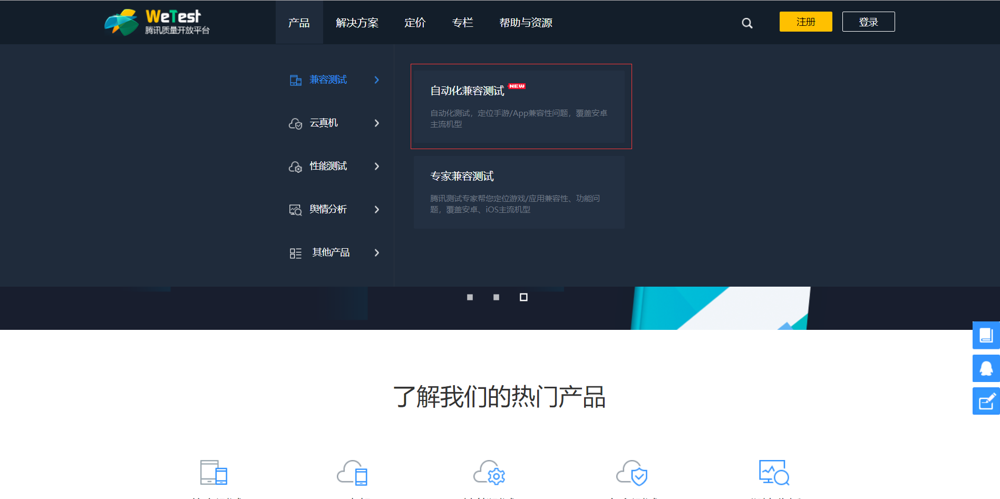 WeTest
腾讯质量开放平台
产品
解决方案
定价
专栏
帮助与资源
注册
登录
兼容测试
云真机
性能测试
舆情分析
其他产品
自动化兼容测试 NEW
自动化测试，定位手游/App兼容性问题，覆盖安卓
主流机型
专家兼容测试
腾讯测试专家帮您定位游戏/应用兼容性、功能问
题，覆盖安卓、iOS主流机型
了解我们的热门产品